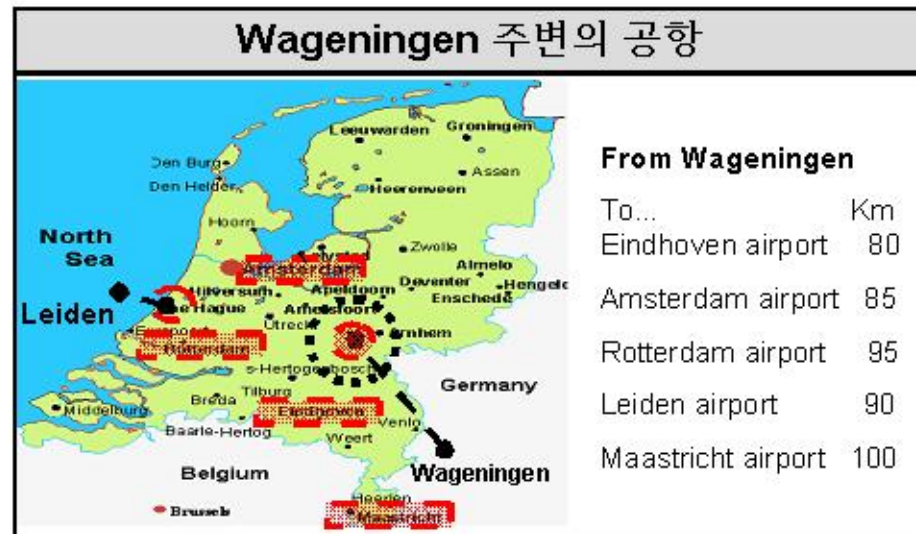 Wageningen 주변의 공항
Leeuwarden
Groningen
Den Burg
Assen
Den Helder
Heerenveen
Hoorn
North
Sea
Zwolle
Amsterdam
Almelo
Leiden
Hilversum
Apeldoorn
Deventer
Hengelo
Enschede
Hague
Amersfoort
Utrecht
Arnhem
Europoort
Rotterdam
s-Hertogenbosch
Germany
Tilburg
Breda
Middelburg
Eindhoven
Venlo
Baarle-Hertog
Weert
Belgium
Wageningen
Heerlen
Brussels
Maastricht
From Wageningen
To... Km
Eindhoven airport 80
Amsterdam airport 85
Rotterdam airport 95
Leiden airport 90
Maastricht airport 100